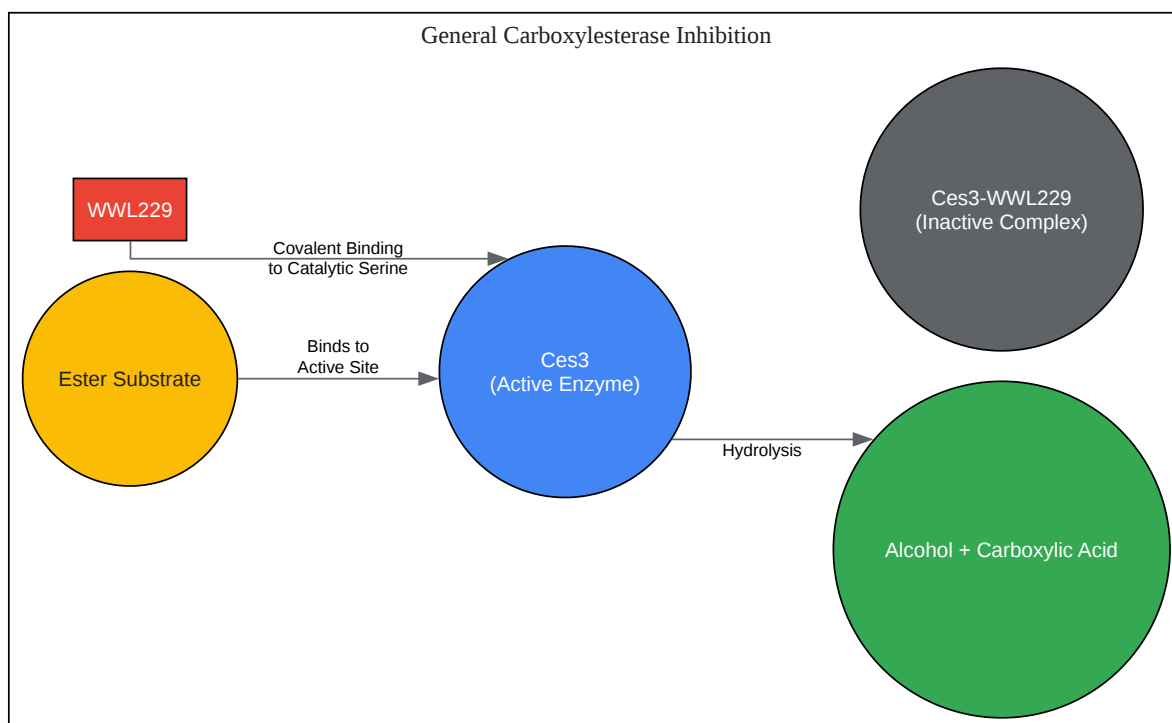 General Carboxylesterase Inhibition
WWL229
Covalent Binding
to Catalytic Serine
Ces3-WWL229
(Inactive Complex)
Ester Substrate
Binds to
Active Site
Ces3
(Active Enzyme)
Hydrolysis
Alcohol + Carboxylic Acid